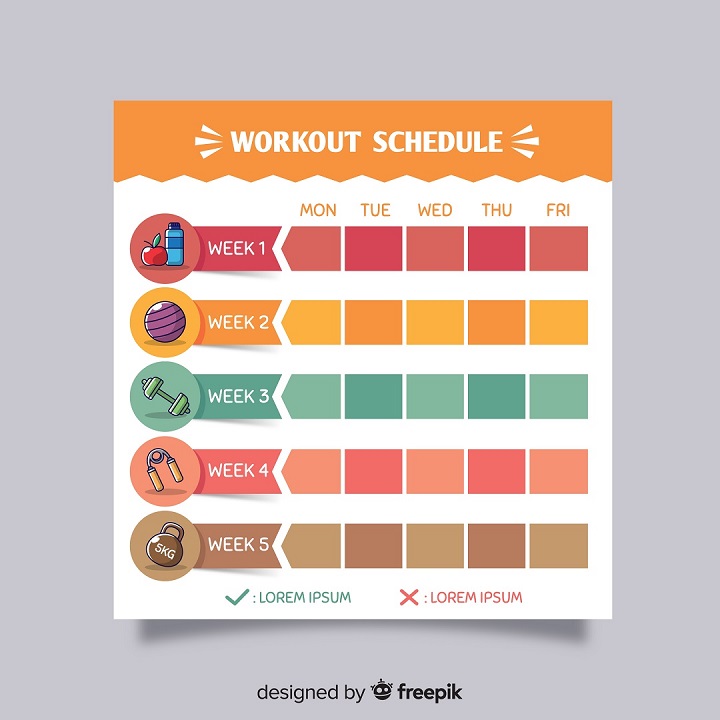 WORKOUT SCHEDULE
MON TUE WED THU FRI
WEEK 1
WEEK 2
WEEK 3
WEEK 4
5KG
WEEK 5
: LOREM IPSUM : LOREM IPSUM
designed by freepik